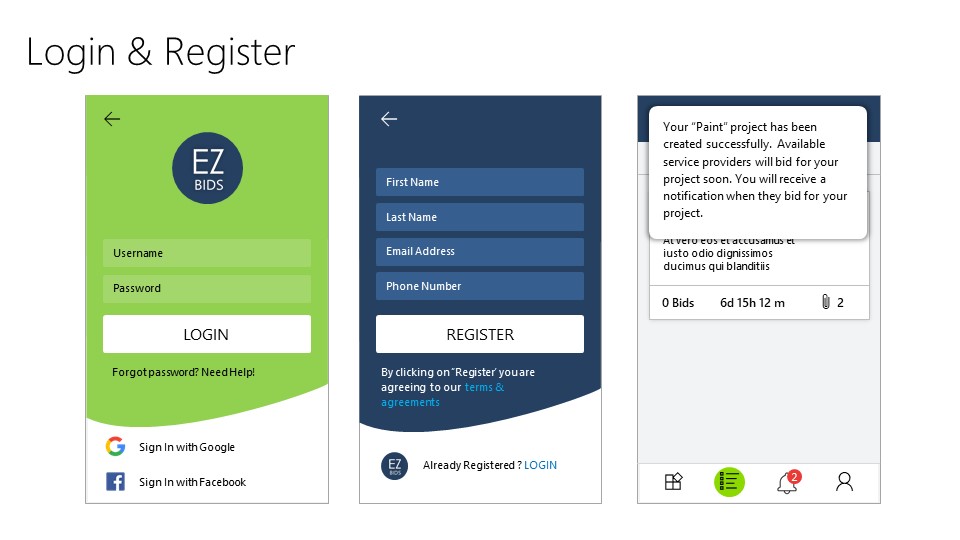 Login & Register
EZ
BIDS
Username
Password
LOGIN
Forgot password? Need Help!
Sign In with Google
Sign In with Facebook
First Name
Last Name
Email Address
Phone Number
REGISTER
By clicking on “Register’ you are
agreeing to our terms &
agreements
EZ
BIDS
Already Registered ? LOGIN
Your “Paint“ project has been
created successfully. Available
service providers will bid for your
project soon. You will receive a
notification when they bid for your
project.
At vero eos et accusamus et
iusto odio dignissimos
ducimus qui blanditiis
0 Bids 6d 15h 12 m 2
2